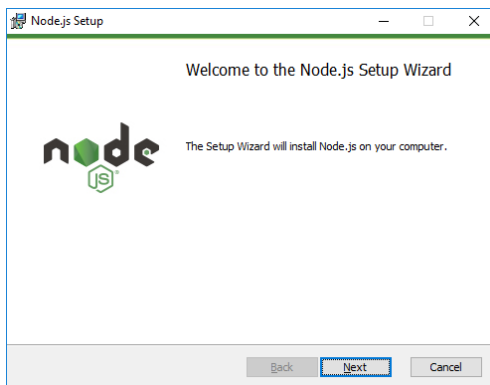 Node.js Setup
Welcome to the Node.js Setup Wizard
node
JS
The Setup Wizard will install Node.js on your computer.
Back Next Cancel